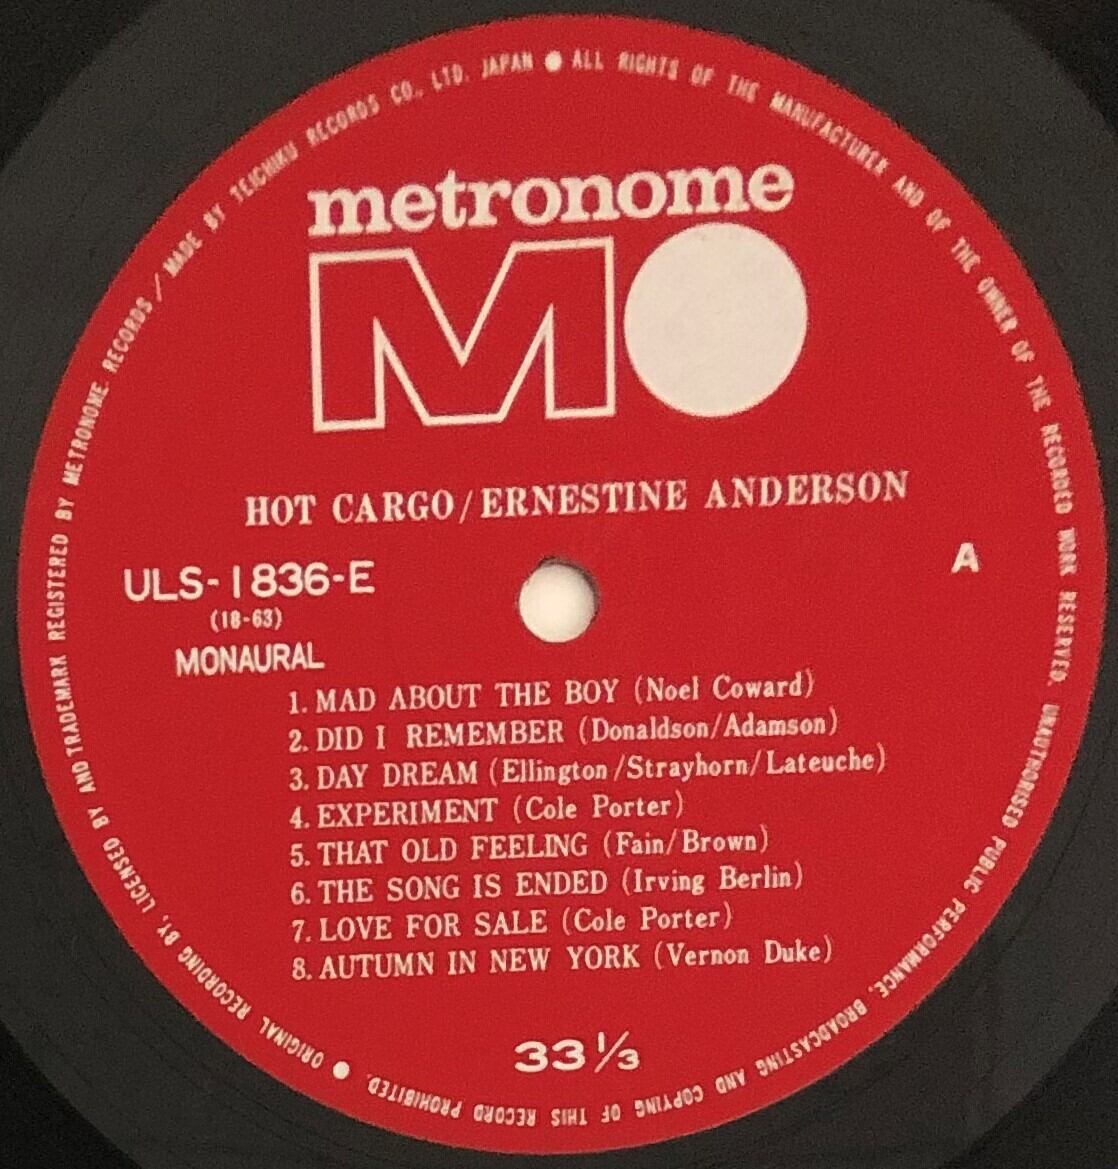 ORIGINAL RECORDING BY, LICENSED BY AND TRADEMARK REGISTERED BY METRONOME RECORDS / MADE BY TEICHIKU RECORDS CO., LTD. JAPAN ● ALL RIGHTS OF THE MANUFACTURER AND OF THE OWNER OF THE RECORDED WORK RESERVED. UNAUTHORISED PUBLIC PERFORMANCE, BROADCASTING AND COPYING OF THIS RECORD PROHIBITED. ●
metronome
MO
HOT CARGO/ERNESTINE ANDERSON
ULS-1836-E
A
(18-63)
MONAURAL
1. MAD ABOUT THE BOY (Noel Coward)
2. DID I REMEMBER (Donaldson/Adamson)
3. DAY DREAM (Ellington/Strayhorn/Lateuche)
4. EXPERIMENT (Cole Porter)
5. THAT OLD FEELING (Fain/Brown)
6. THE SONG IS ENDED (Irving Berlin)
7. LOVE FOR SALE (Cole Porter)
8. AUTUMN IN NEW YORK (Vernon Duke)
33⅓